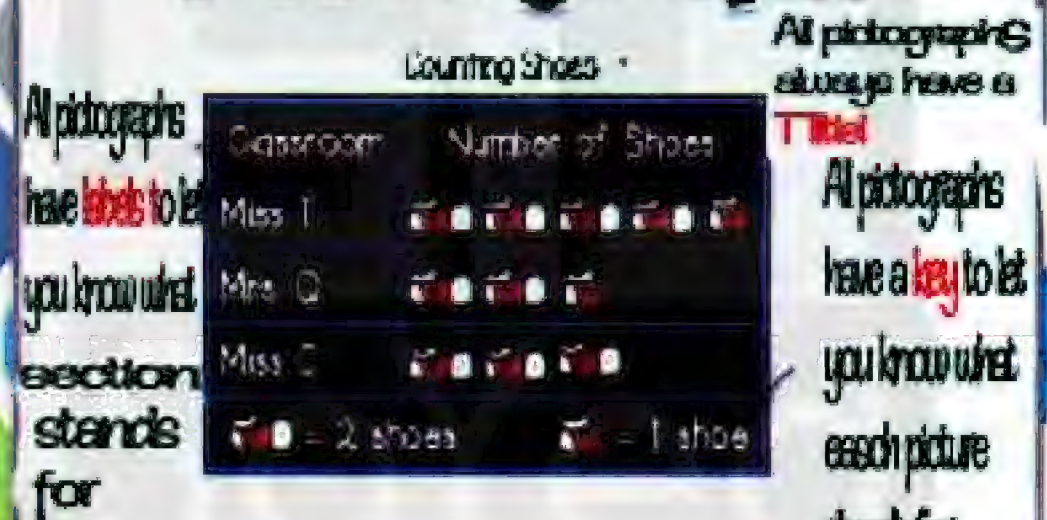 Counting Shoes
All pictographs
always have a
Title!
All pictographs
have labels to let
you know what
section
stands
for
Classroom Number of Shoes
Miss T
Mrs. Q
Miss
= 2 shoes = 1 shoe
All pictographs
have a key to let
you know what
each picture